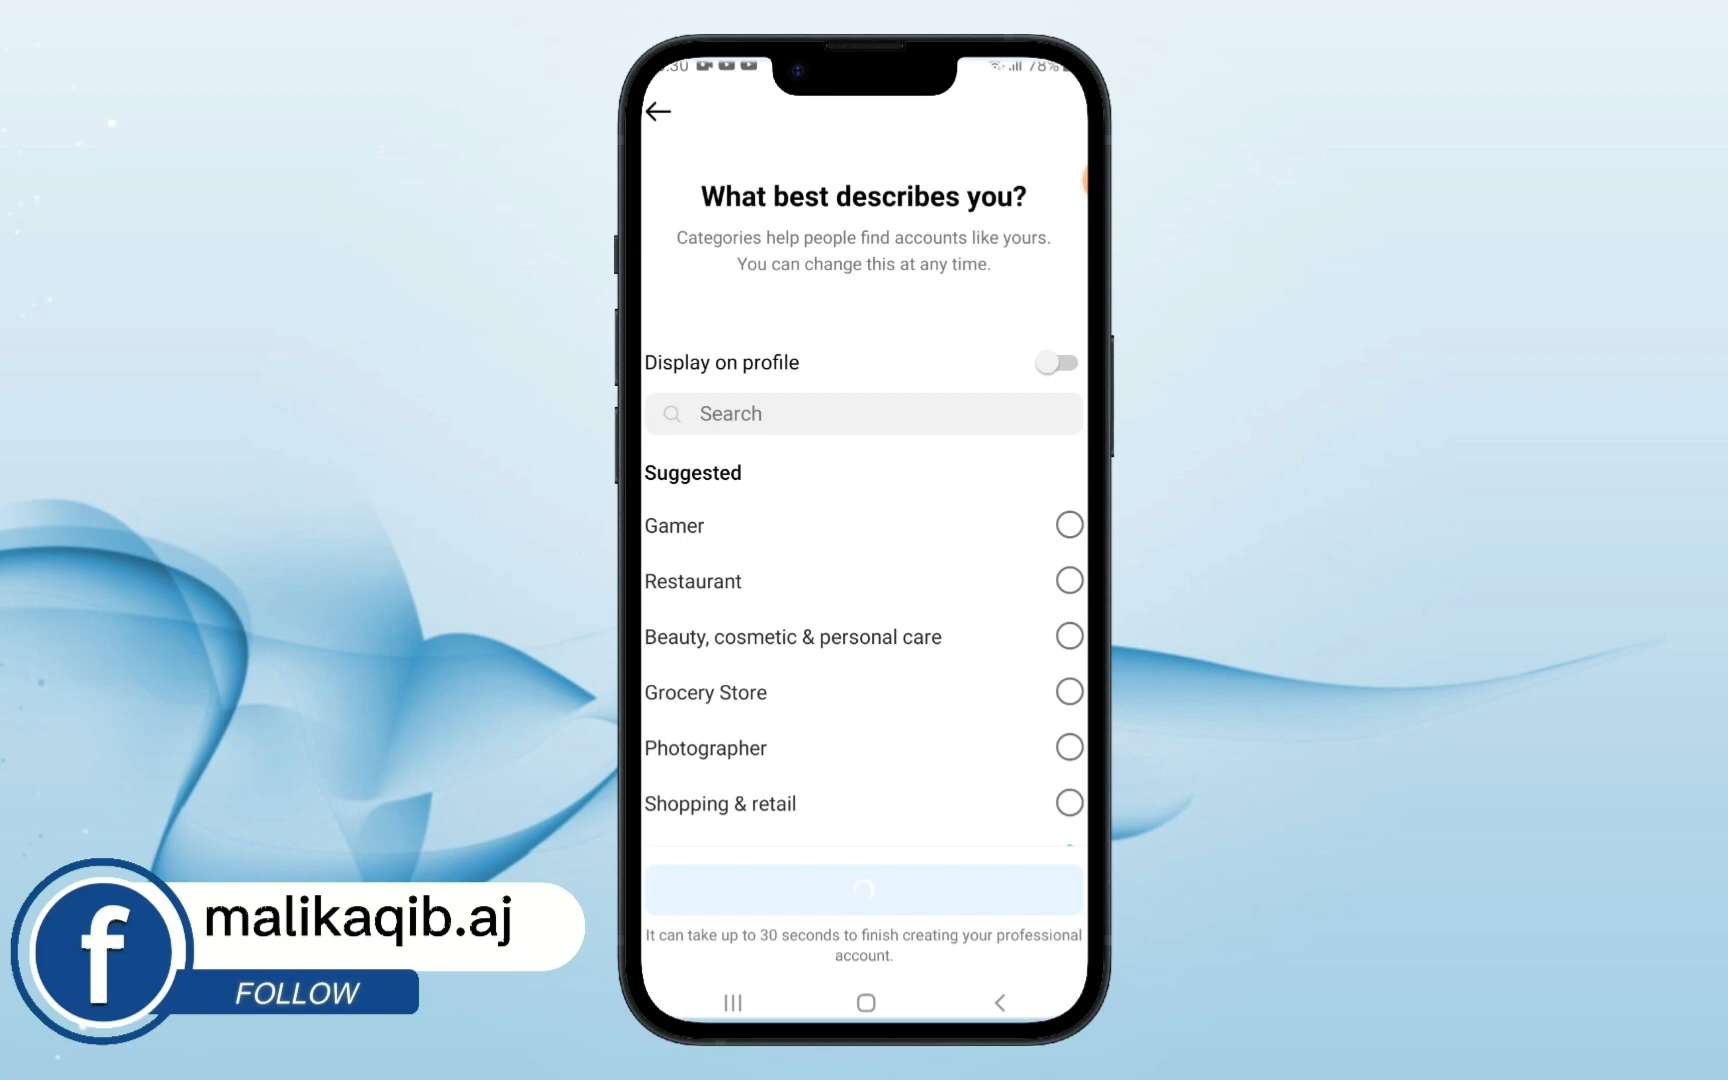 What best describes you?
Categories help people find accounts like yours.
You can change this at any time.
Display on profile
Search
Suggested
Gamer
Restaurant
Beauty, cosmetic & personal care
Grocery Store
Photographer
Shopping & retail
It can take up to 30 seconds to finish creating your professional
account.
malikaqib.aj
FOLLOW